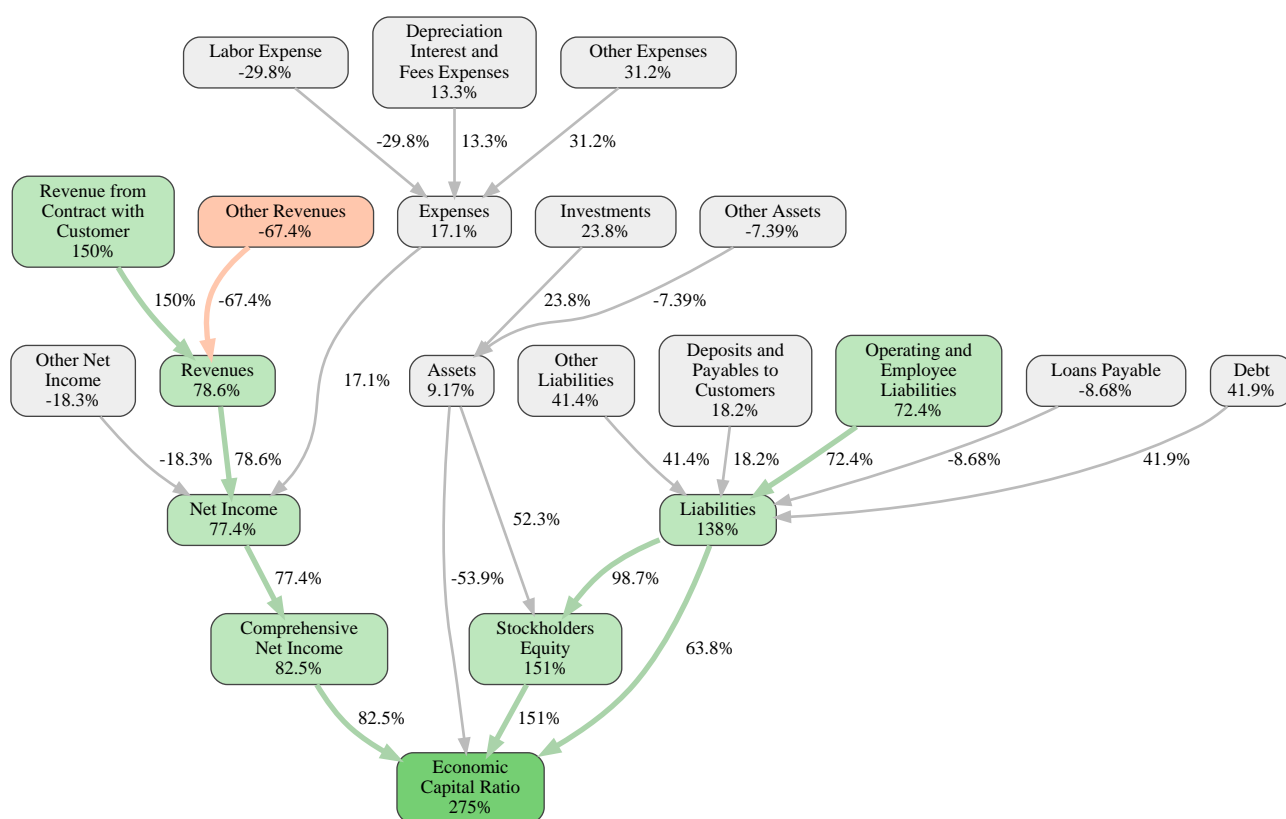 Labor Expense
-29.8%
Depreciation
Interest and
Fees Expenses
13.3%
Other Expenses
31.2%
-29.8%
13.3%
31.2%
Revenue from
Contract with
Customer
150%
Other Revenues
-67.4%
Expenses
17.1%
Investments
23.8%
Other Assets
-7.39%
150%
-67.4%
23.8%
-7.39%
Other Net
Income
-18.3%
Revenues
78.6%
17.1%
Assets
9.17%
Other
Liabilities
41.4%
Deposits and
Payables to
Customers
18.2%
Operating and
Employee
Liabilities
72.4%
Loans Payable
-8.68%
Debt
41.9%
-18.3%
78.6%
41.4%
18.2%
72.4%
-8.68%
41.9%
Net Income
77.4%
52.3%
Liabilities
138%
77.4%
-53.9%
98.7%
Comprehensive
Net Income
82.5%
Stockholders
Equity
151%
63.8%
82.5%
151%
Economic
Capital Ratio
275%